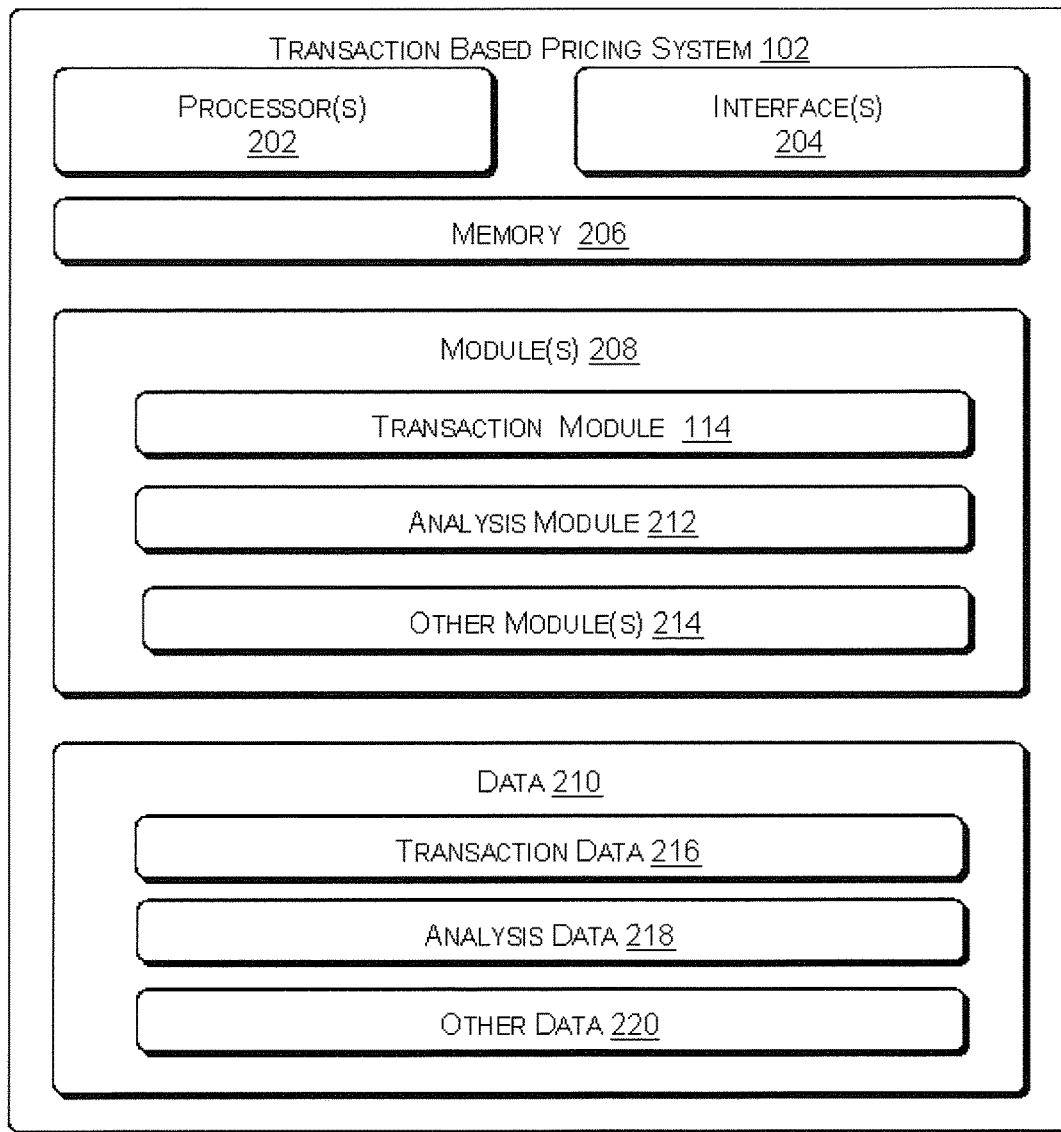 TRANSACTION BASED PRICING SYSTEM 102
PROCESSOR(S)
202
INTERFACE(S)
204
MEMORY 206
MODULE(S) 208
TRANSACTION MODULE 114
ANALYSIS MODULE 212
OTHER MODULE(S) 214
DATA 210
TRANSACTION DATA 216
ANALYSIS DATA 218
OTHER DATA 220